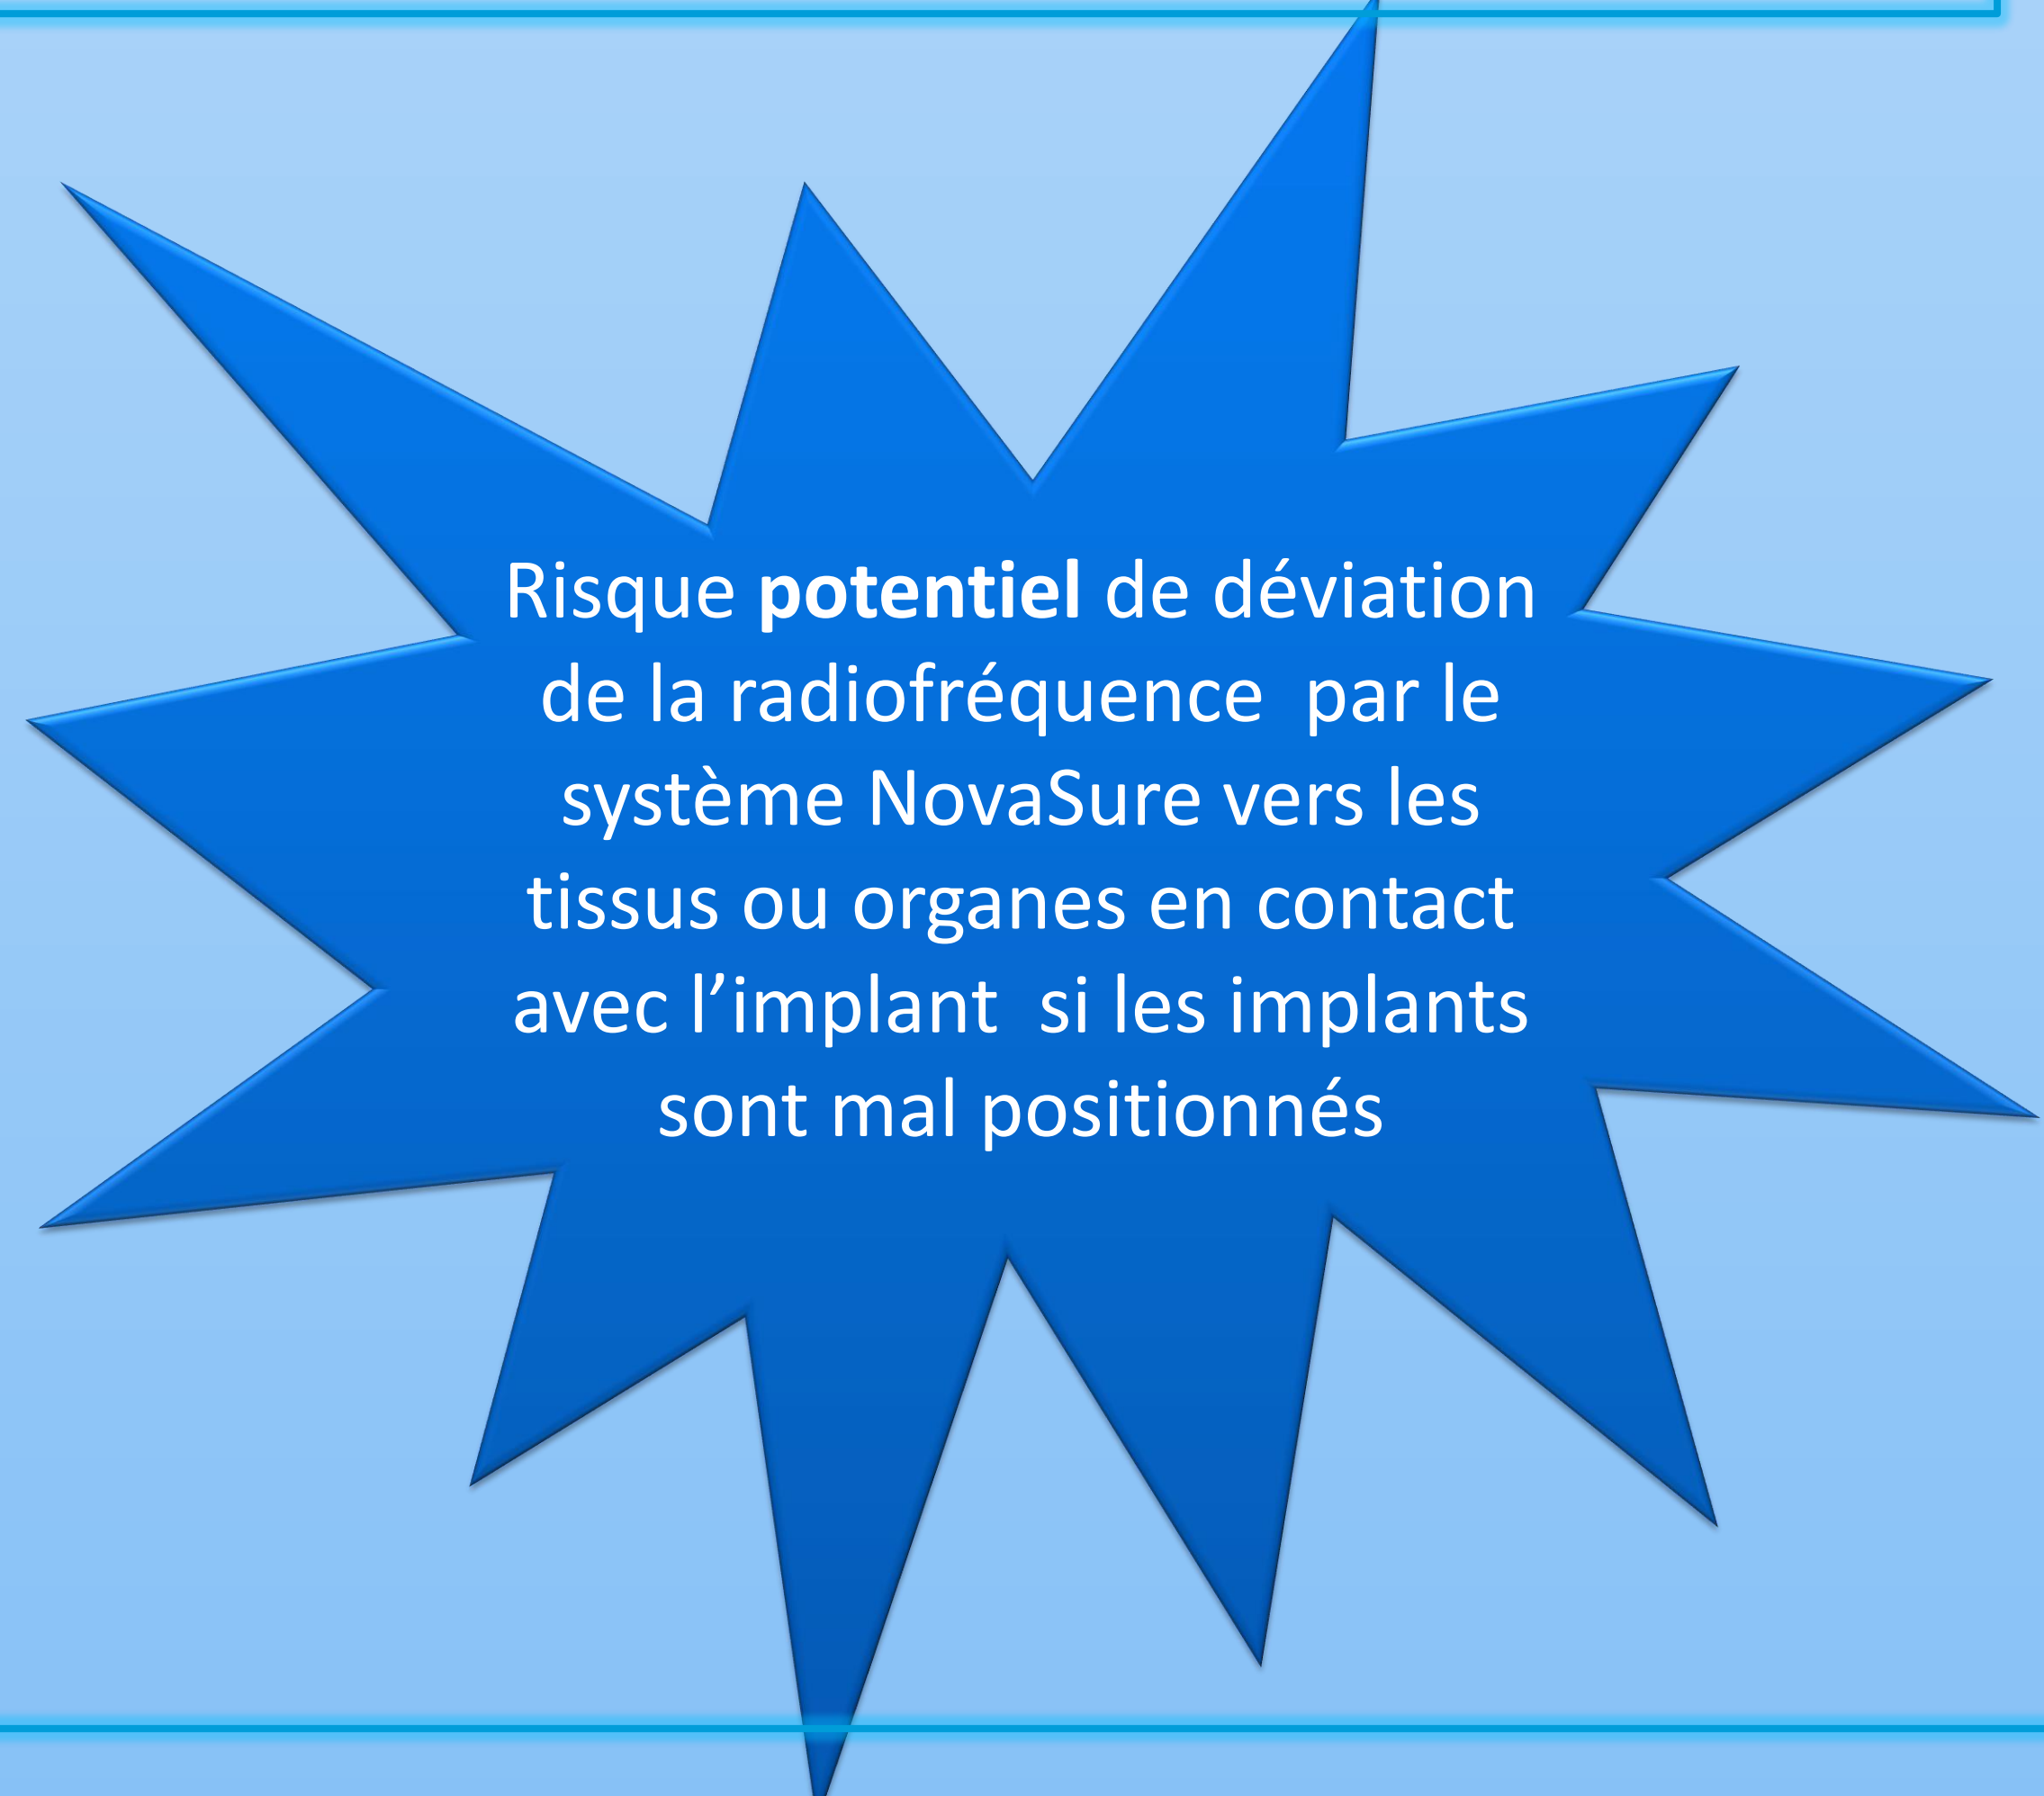 Risque potentiel de déviation
de la radiofréquence  par le
système NovaSure vers les
tissus ou organes en contact
avec l’implant  si les implants
sont mal positionnés